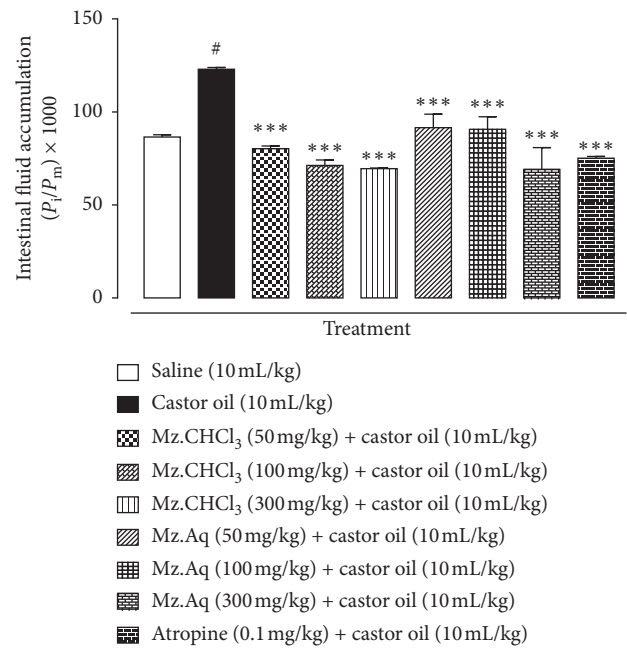 150
100
50
0
Intestinal fluid accumulation
(Pi/Pm) × 1000
#
***
***
***
***
***
***
***
Treatment
Saline (10 mL/kg)
Castor oil (10 mL/kg)
Mz.CHCl3 (50 mg/kg) + castor oil (10 mL/kg)
Mz.CHCl3 (100 mg/kg) + castor oil (10 mL/kg)
Mz.CHCl3 (300 mg/kg) + castor oil (10 mL/kg)
Mz.Aq (50 mg/kg) + castor oil (10 mL/kg)
Mz.Aq (100 mg/kg) + castor oil (10 mL/kg)
Mz.Aq (300 mg/kg) + castor oil (10 mL/kg)
Atropine (0.1 mg/kg) + castor oil (10 mL/kg)